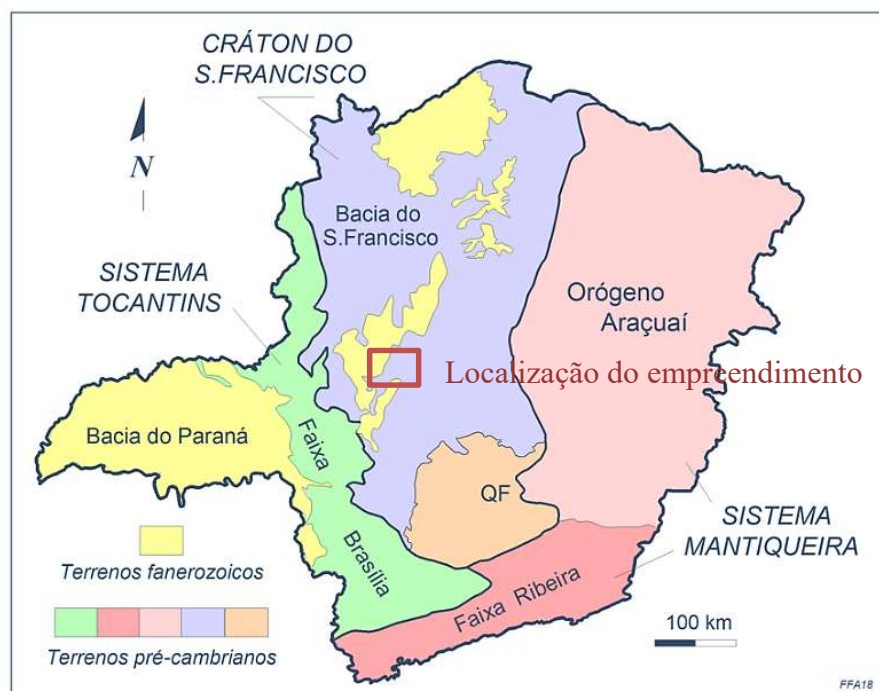 CRÁTON DO
S.FRANCISCO
N
Bacia do
S.Francisco
SISTEMA
TOCANTINS
Orógeno
Araçuaí
Localização do empreendimento
Bacia do Paraná
Faixa
Brasília
QF
SISTEMA
MANTIQUEIRA
Faixa Ribeira
Terrenos fanerozoicos
Terrenos pré-cambrianos
100 km
FFA18